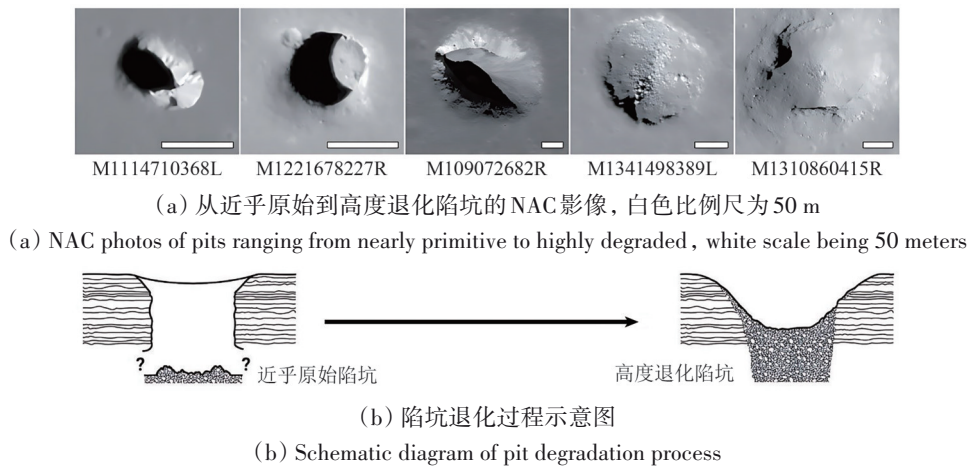 M1114710368L M1221678227R M109072682R M1341498389L M1310860415R
(a) 从近乎原始到高度退化陷坑的NAC影像，白色比例尺为50 m
(a) NAC photos of pits ranging from nearly primitive to highly degraded, white scale being 50 meters
? ? 近乎原始陷坑 高度退化陷坑
(b) 陷坑退化过程示意图
(b) Schematic diagram of pit degradation process